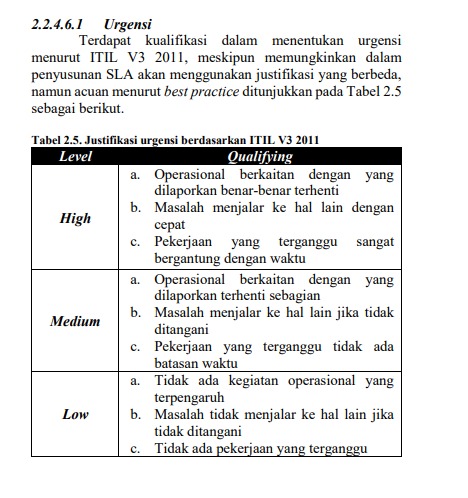 2.2.4.6.1 Urgensi
Terdapat kualifikasi dalam menentukan urgensi
menurut ITIL V3 2011, meskipun memungkinkan dalam
penyusunan SLA akan menggunakan justifikasi yang berbeda,
namun acuan menurut best practice ditunjukkan pada Tabel 2.5
sebagai berikut.
Tabel 2.5. Justifikasi urgensi berdasarkan ITIL V3 2011
Level Qualifying
High
a. Operasional berkaitan dengan yang
dilaporkan benar-benar terhenti
b. Masalah menjalar ke hal lain dengan
cepat
c. Pekerjaan yang terganggu sangat
bergantung dengan waktu
Medium
a. Operasional berkaitan dengan yang
dilaporkan terhenti sebagian
b. Masalah menjalar ke hal lain jika tidak
ditangani
c. Pekerjaan yang terganggu tidak ada
batasan waktu
Low
a. Tidak ada kegiatan operasional yang
terpengaruh
b. Masalah tidak menjalar ke hal lain jika
tidak ditangani
c. Tidak ada pekerjaan yang terganggu